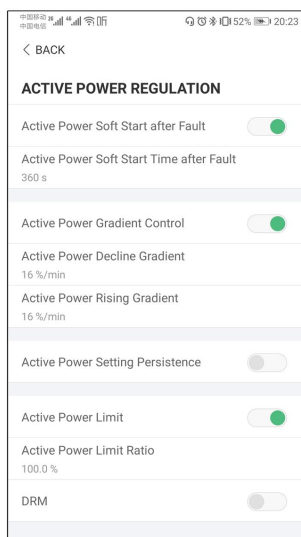 中国移动 26 46 听 52% 20:23
中国电信
< BACK
ACTIVE POWER REGULATION
Active Power Soft Start after Fault
Active Power Soft Start Time after Fault
360 s
Active Power Gradient Control
Active Power Decline Gradient
16 %/min
Active Power Rising Gradient
16 %/min
Active Power Setting Persistence
Active Power Limit
Active Power Limit Ratio
100.0 %
DRM